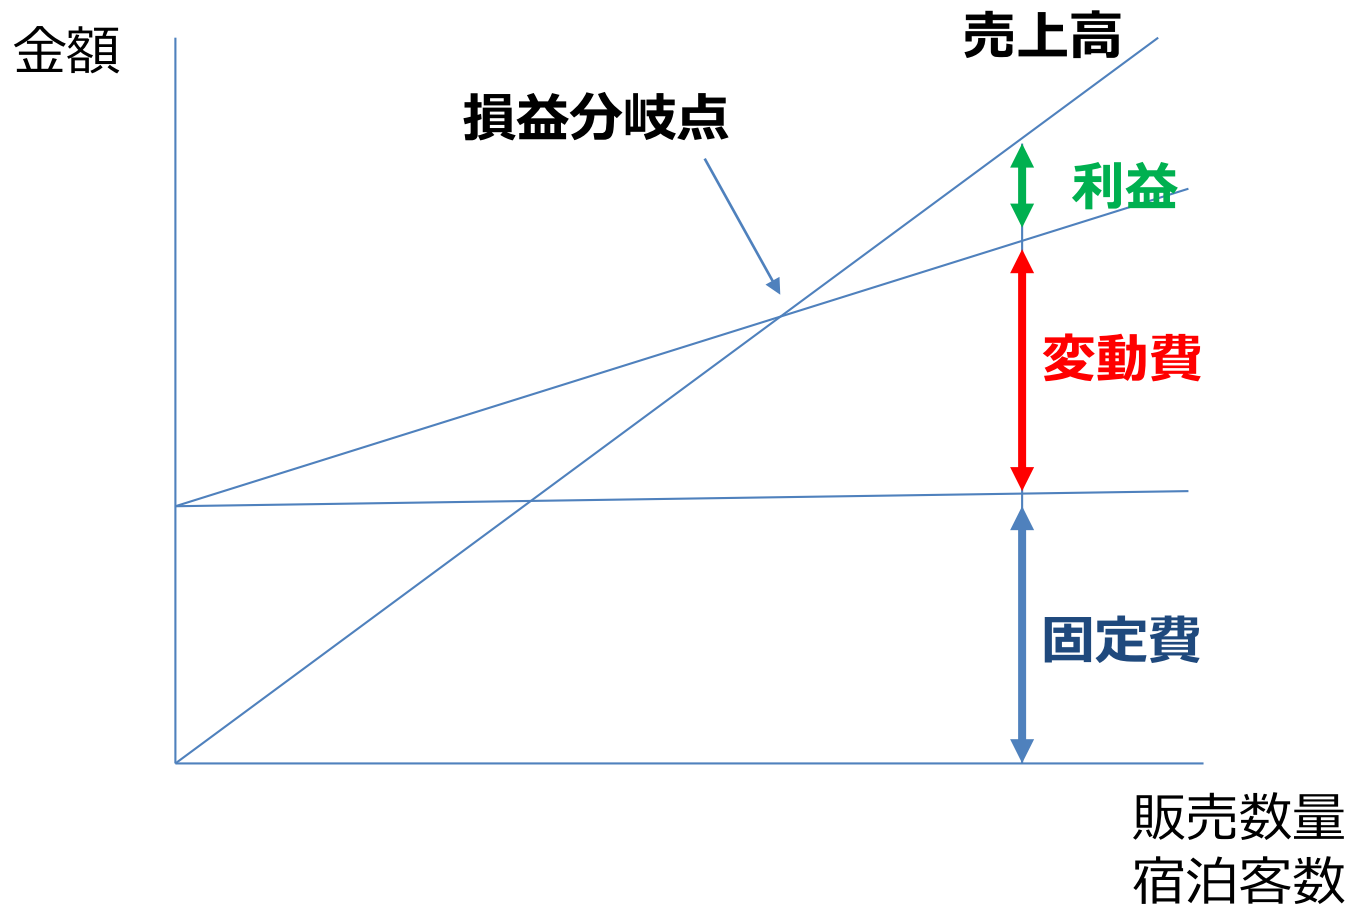 金額
売上高
損益分岐点
利益
変動費
固定費
販売数量
宿泊客数